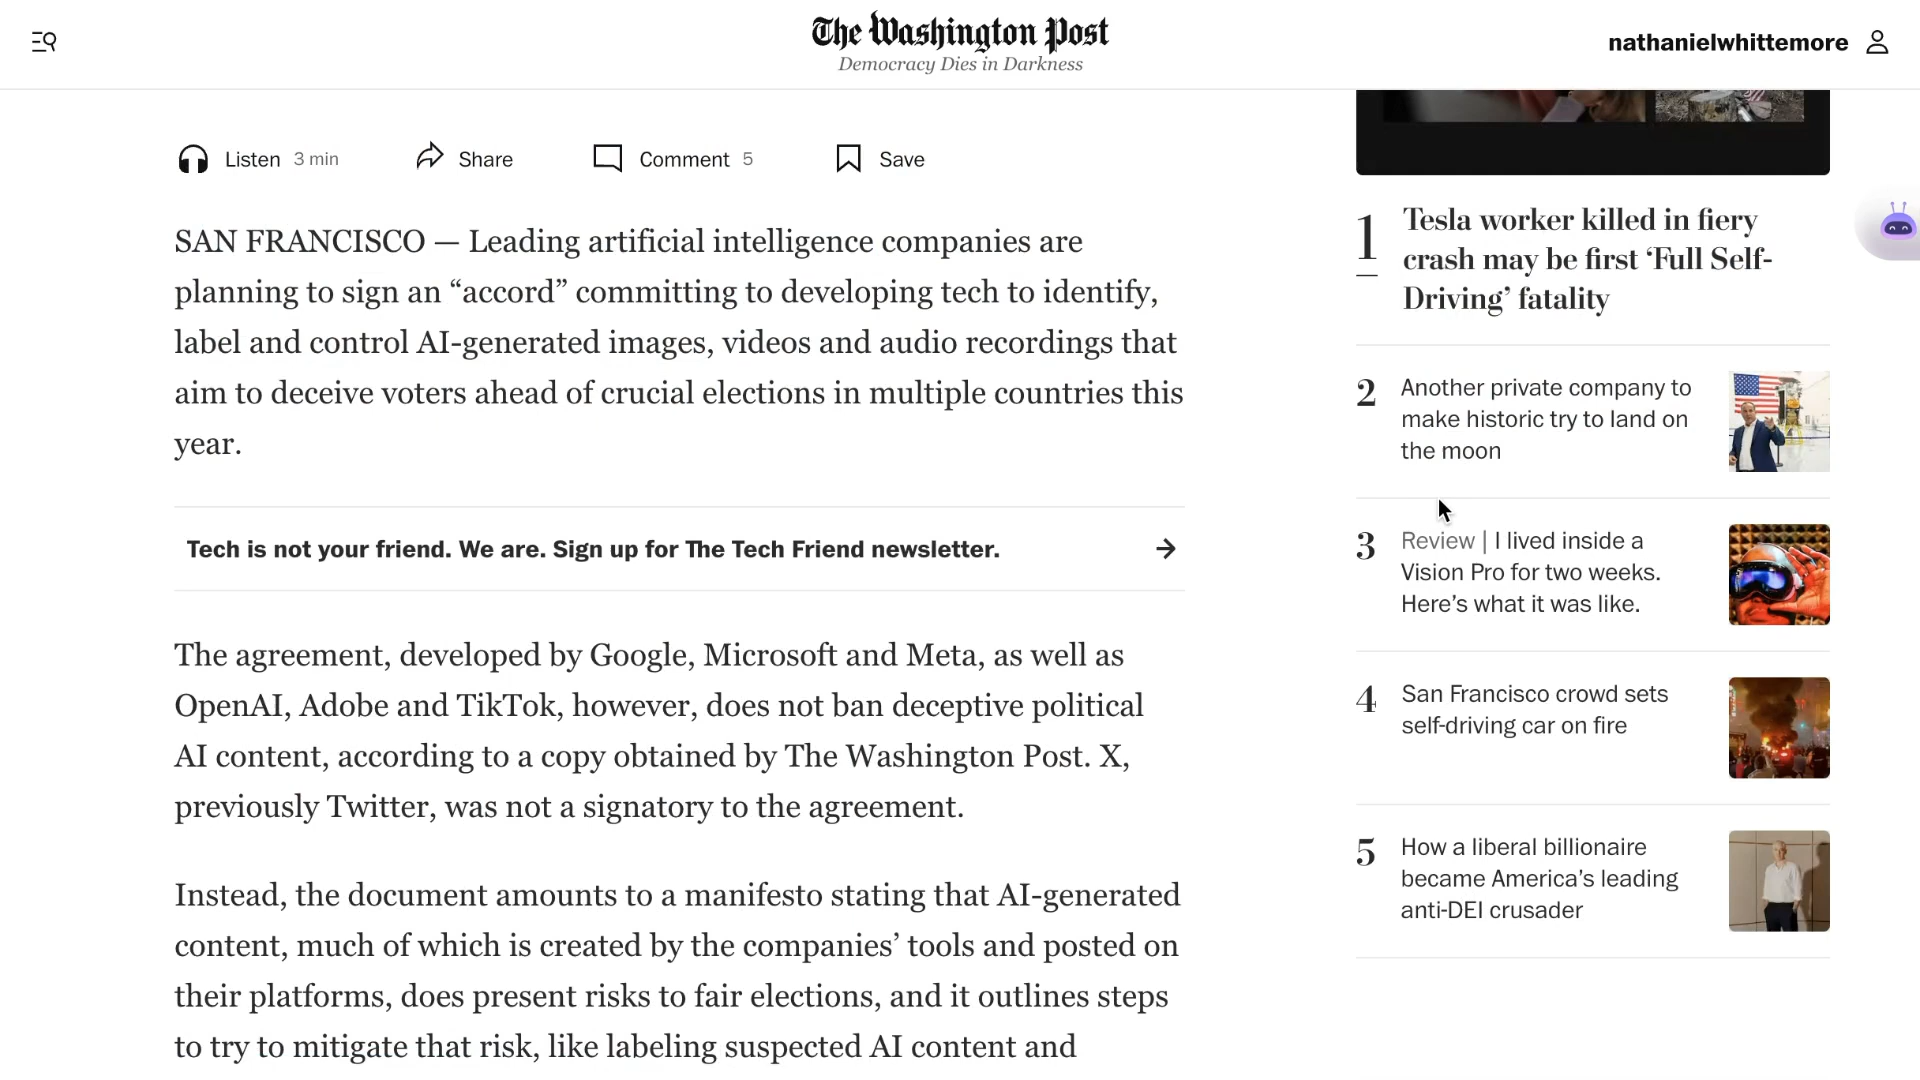 The Washington Post
Democracy Dies in Darkness
nathanielwhittemore
Listen 3 min
Share
Comment 5
Save
SAN FRANCISCO — Leading artificial intelligence companies are
planning to sign an “accord” committing to developing tech to identify,
label and control AI-generated images, videos and audio recordings that
aim to deceive voters ahead of crucial elections in multiple countries this
year.
Tech is not your friend. We are. Sign up for The Tech Friend newsletter.
The agreement, developed by Google, Microsoft and Meta, as well as
OpenAI, Adobe and TikTok, however, does not ban deceptive political
AI content, according to a copy obtained by The Washington Post. X,
previously Twitter, was not a signatory to the agreement.
Instead, the document amounts to a manifesto stating that AI-generated
content, much of which is created by the companies’ tools and posted on
their platforms, does present risks to fair elections, and it outlines steps
to try to mitigate that risk, like labeling suspected AI content and
1
Tesla worker killed in fiery
crash may be first ‘Full Self-
Driving’ fatality
2
Another private company to
make historic try to land on
the moon
3
Review | I lived inside a
Vision Pro for two weeks.
Here’s what it was like.
4
San Francisco crowd sets
self-driving car on fire
5
How a liberal billionaire
became America’s leading
anti-DEI crusader